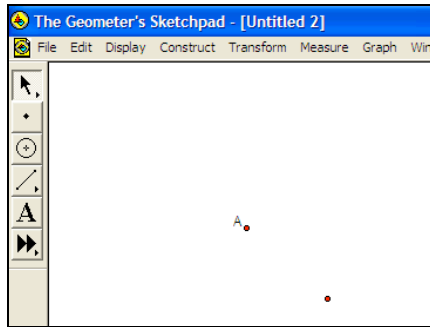 The Geometer's Sketchpad - [Untitled 2]
File Edit Display Construct Transform Measure Graph
A
A